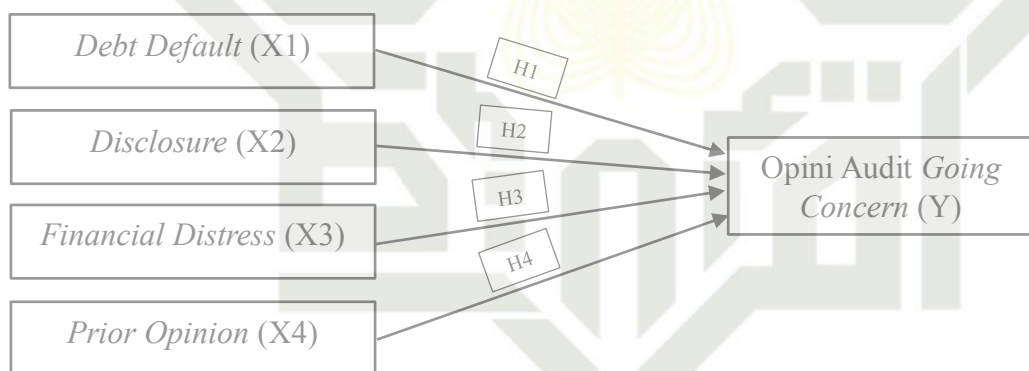 Debt Default (X1)
H1
Disclosure (X2)
H2
Opini Audit Going
Concern (Y)
H3
Financial Distress (X3)
H4
Prior Opinion (X4)